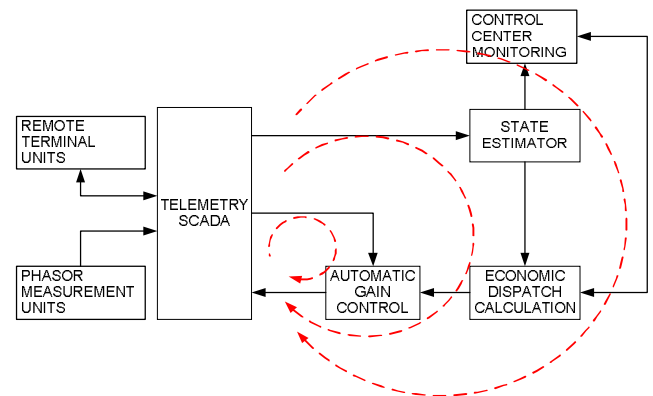 CONTROL
CENTER
MONITORING
REMOTE
TERMINAL
UNITS
STATE
ESTIMATOR
TELEMETRY
SCADA
PHASOR
MEASUREMENT
UNITS
AUTOMATIC
GAIN
CONTROL
ECONOMIC
DISPATCH
CALCULATION